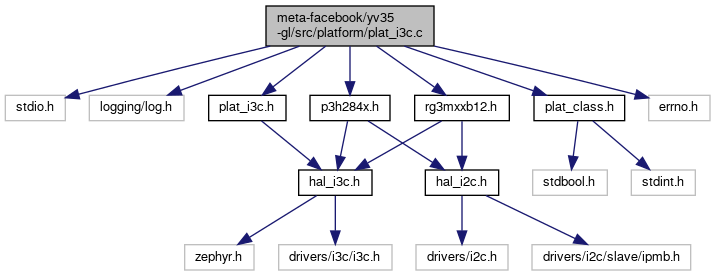 meta-facebook/yv35
-gl/src/platform/plat_i3c.c
stdio.h
logging/log.h
plat_i3c.h
p3h284x.h
rg3mxxb12.h
plat_class.h
errno.h
hal_i3c.h
hal_i2c.h
stdbool.h
stdint.h
zephyr.h
drivers/i3c/i3c.h
drivers/i2c.h
drivers/i2c/slave/ipmb.h